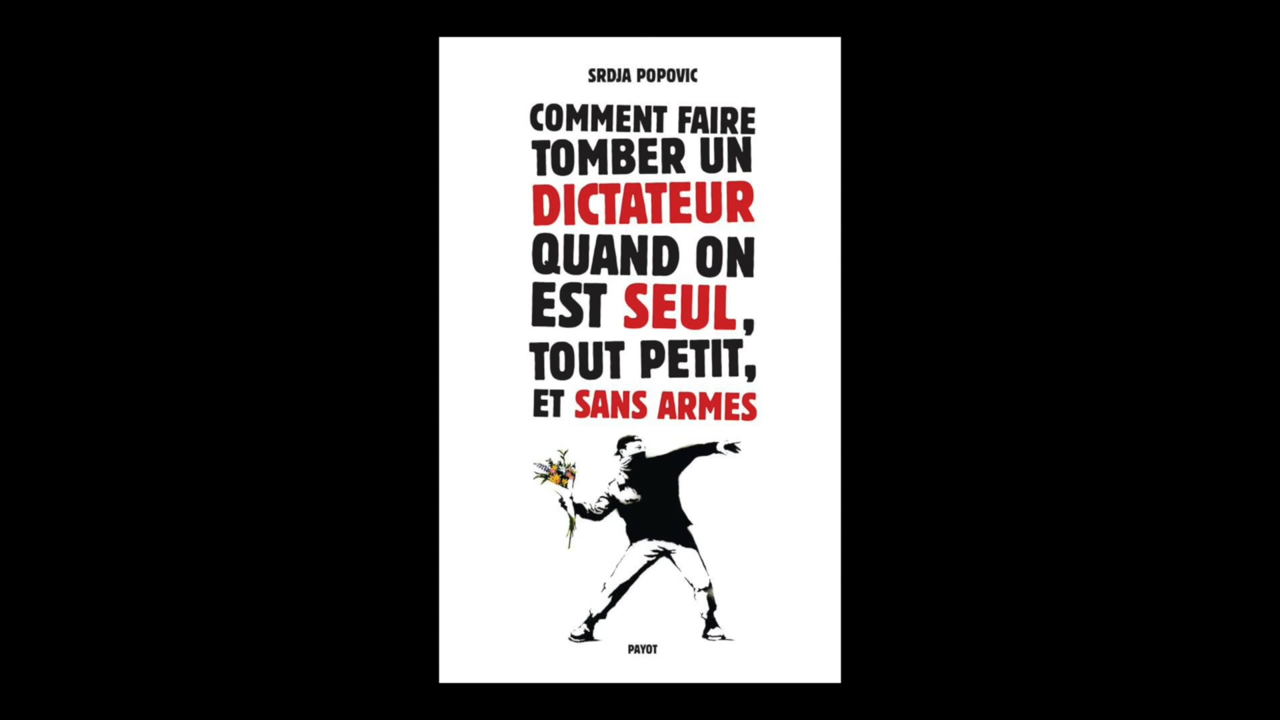 SRDJA POPOVIC
COMMENT FAIRE
TOMBER UN
DICTATEUR
QUAND ON
EST SEUL,
TOUT PETIT,
ET SANS ARMES
PAYOT